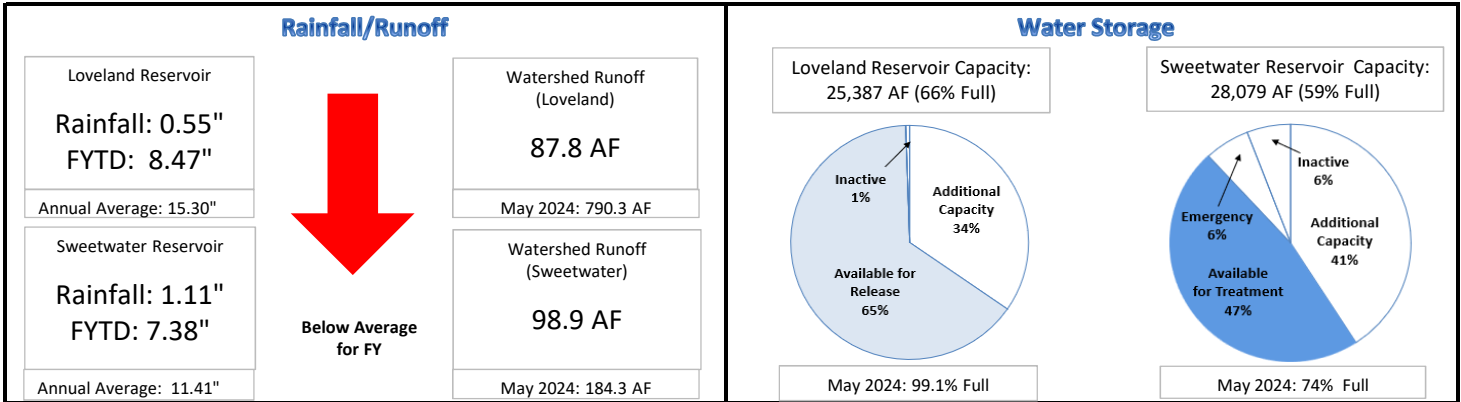 Rainfall/Runoff
Loveland Reservoir
Rainfall: 0.55"
FYTD: 8.47"
Annual Average: 15.30"
Sweetwater Reservoir
Rainfall: 1.11"
FYTD: 7.38"
Annual Average: 11.41"
Below Average
for FY
Watershed Runoff
(Loveland)
87.8 AF
May 2024: 790.3 AF
Watershed Runoff
(Sweetwater)
98.9 AF
May 2024: 184.3 AF
Water Storage
Loveland Reservoir Capacity:
25,387 AF (66% Full)
Inactive
1%
Additional
Capacity
34%
Available for
Release
65%
May 2024: 99.1% Full
Sweetwater Reservoir Capacity:
28,079 AF (59% Full)
Inactive
6%
Emergency
6%
Additional
Capacity
41%
Available
for Treatment
47%
May 2024: 74% Full